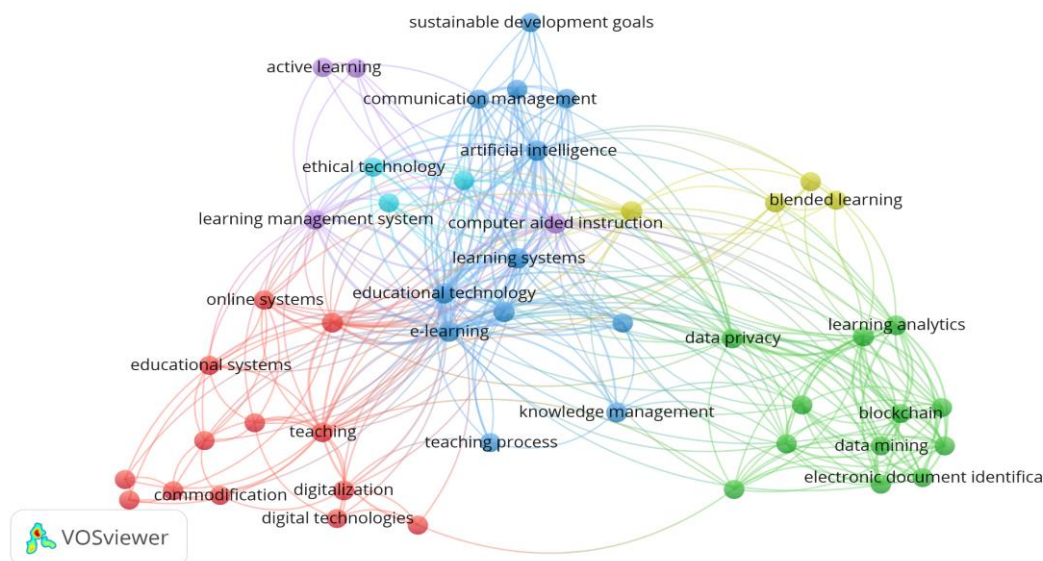 sustainable development goals
active learning
communication management
artificial intelligence
ethical technology
blended learning
learning management system
computer aided instruction
learning systems
educational technology
online systems
e-learning
data privacy
learning analytics
educational systems
knowledge management
blockchain
teaching
teaching process
data mining
electronic document identifica
commodification
digitalization
digital technologies
VOSviewer